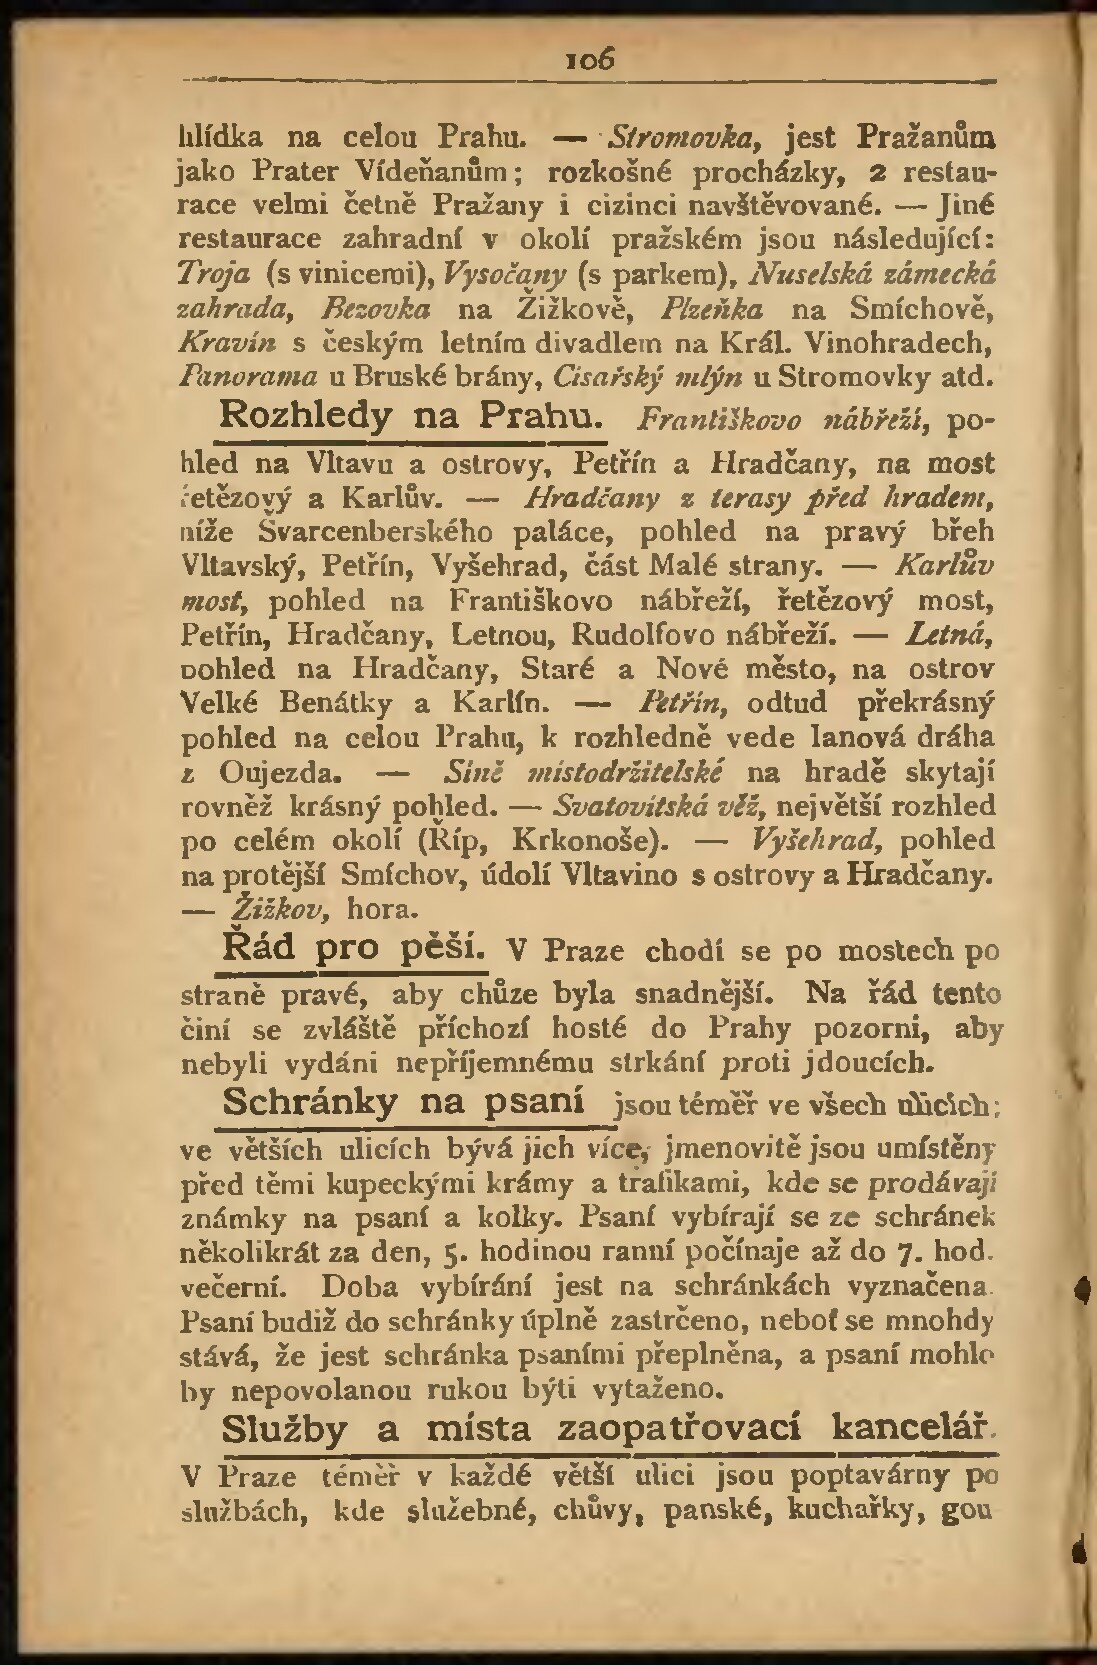 106
hlídka na celou Prahu. — Stromovka, jest Pražanům
jako Prater Vídeňanům; rozkošné procházky, 2 restau-
race velmi četně Pražany i cizinci navštěvované. — Jiné
restaurace zahradní v okolí pražském jsou následující:
Troja (s vinicemi), Vysočany (s parkem), Nuselská zámecká
zahrada, Bezovka na Žižkově, Plzeňka na Smíchově,
Kravín s českým letním divadlem na Král. Vinohradech,
Panorama u Bruské brány, Císařský mlýn u Stromovky atd.
Rozhledy na Prahu. Františkovo nábřeží, po-
hled na Vltavu a ostrovy, Petřín a Hradčany, na most
řetězový a Karlův. — Hradčany z terasy před hradem,
níže Švarcenberského paláce, pohled na pravý břeh
Vltavský, Petřín, Vyšehrad, část Malé strany. — Karlův
most, pohled na Františkovo nábřeží, řetězový most,
Petřín, Hradčany, Letnou, Rudolfovo nábřeží. — Letná,
pohled na Hradčany, Staré a Nové město, na ostrov
Velké Benátky a Karlín. — Petřín, odtud překrásný
pohled na celou Prahu, k rozhledně vede lanová dráha
z Oujezda. — Síně místodržitelské na hradě skytají
rovněž krásný pohled. — Svatovítská věž, největší rozhled
po celém okolí (Říp, Krkonoše). — Vyšehrad, pohled
na protější Smíchov, údolí Vltavino s ostrovy a Hradčany.
— Žižkov, hora.
Řád pro pěší. V Praze chodí se po mostech po
straně pravé, aby chůze byla snadnější. Na řád tento
činí se zvláště příchozí hosté do Prahy pozorni, aby
nebyli vydáni nepříjemnému strkání proti jdoucích.
Schránky na psaní jsou téměř ve všech ulicích;
ve větších ulicích bývá jich více, jmenovitě jsou umístěny
před těmi kupeckými krámy a trafikami, kde se prodávají
známky na psaní a kolky. Psaní vybírají se ze schránek
několikrát za den, 5. hodinou ranní počínaje až do 7. hod.
večerní. Doba vybírání jest na schránkách vyznačena.
Psaní budiž do schránky úplně zastrčeno, neboť se mnohdy
stává, že jest schránka psaními přeplněna, a psaní mohlo
by nepovolanou rukou býti vytaženo.
Služby a místa zaopatřovací kancelář.
V Praze téměř v každé větší ulici jsou poptavárny po
službách, kde služebné, chůvy, panské, kuchařky, gou